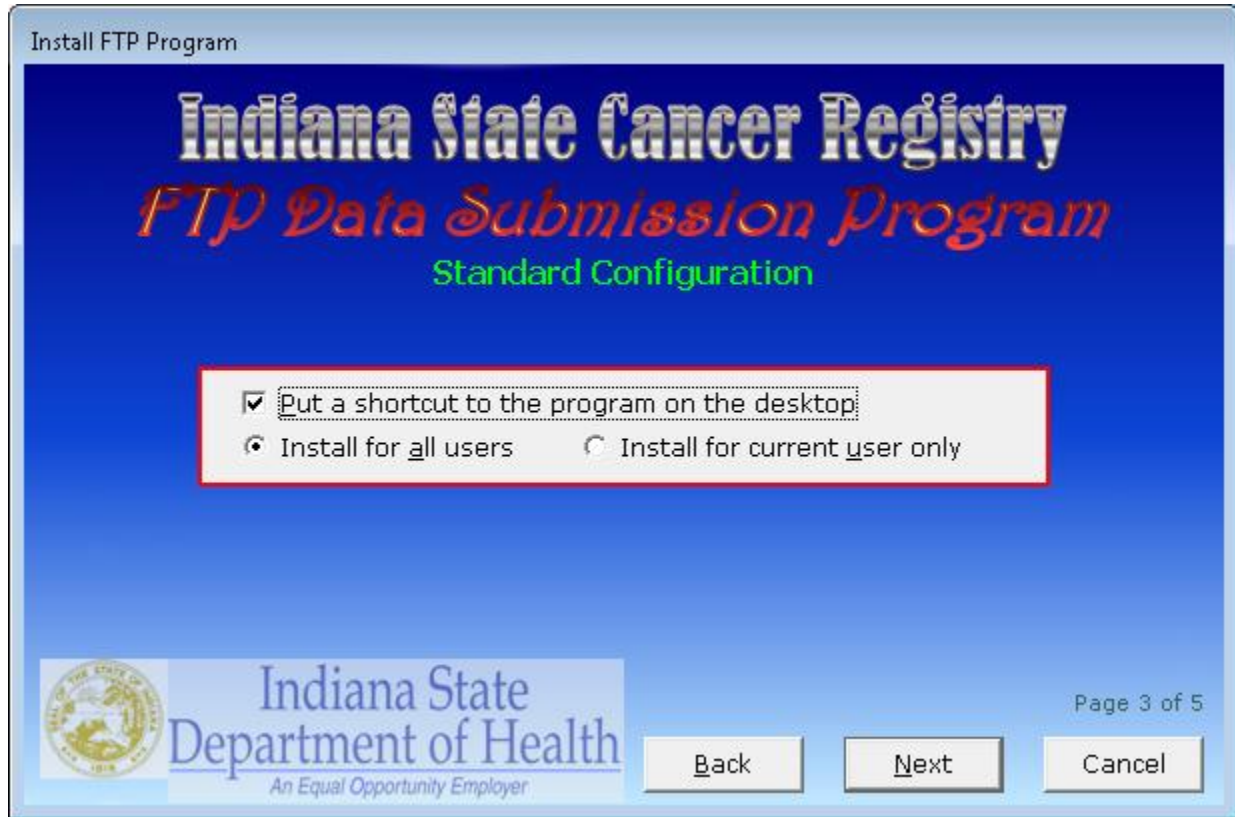 Install FTP Program
Indiana State Cancer Registry
FTP Data Submission Program
Standard Configuration
Put a shortcut to the program on the desktop
Install for all users Install for current user only
Indiana State
Department of Health
An Equal Opportunity Employer
Page 3 of 5
Back Next Cancel